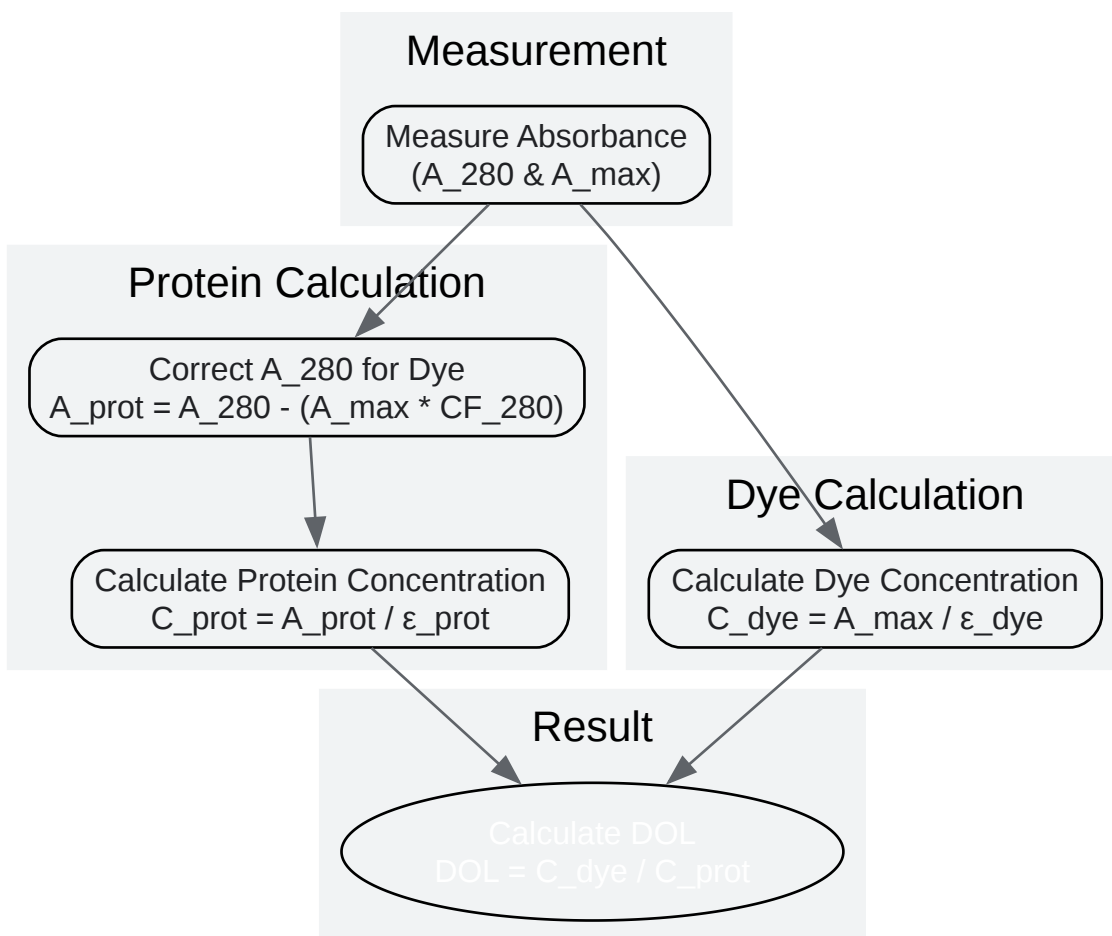 Measurement
Measure Absorbance
(A_280 & A_max)
Protein Calculation
Correct A_280 for Dye
A_prot = A_280 - (A_max * CF_280)
Calculate Protein Concentration
C_prot = A_prot / ε_prot
Dye Calculation
Calculate Dye Concentration
C_dye = A_max / ε_dye
Result
Calculate DOL
DOL = C_dye / C_prot